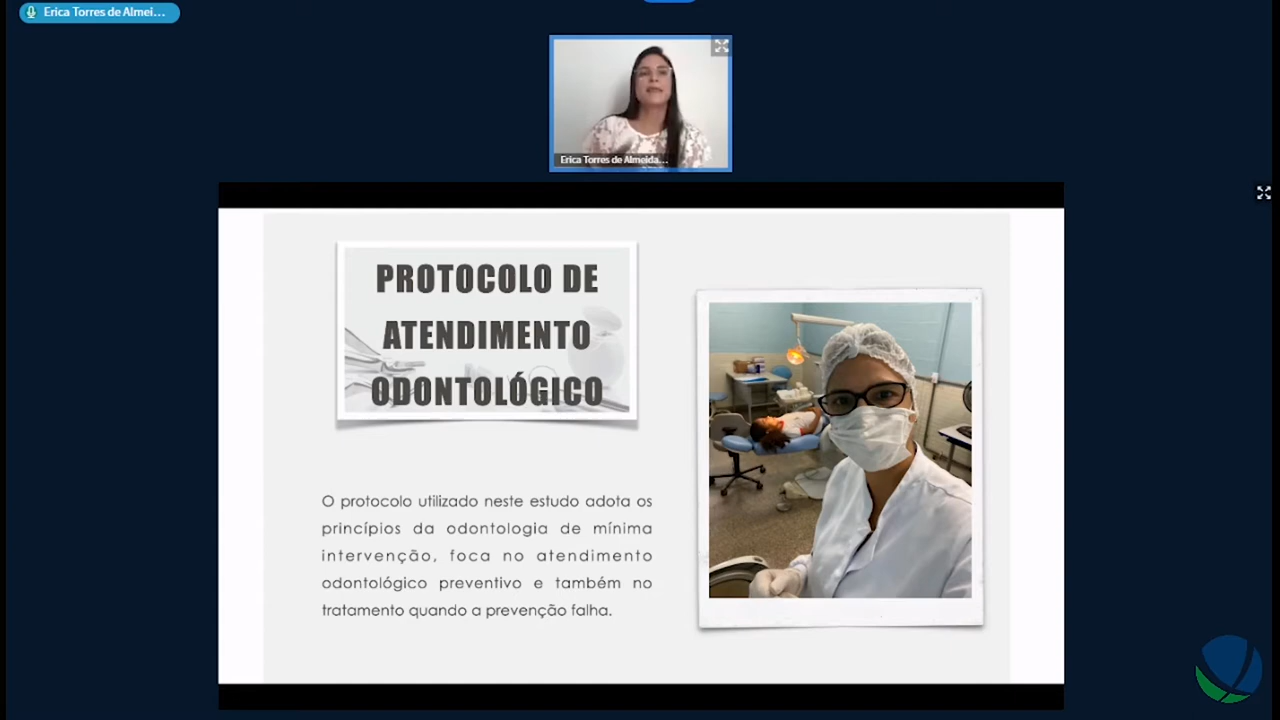 Erica Torres de Almei...
Erica Torres de Almeida...
PROTOCOLO DE
ATENDIMENTO
ODONTOLÓGICO
O protocolo utilizado neste estudo adota os
princípios da odontologia de mínima
intervenção, foca no atendimento
odontológico preventivo e também no
tratamento quando a prevenção falha.